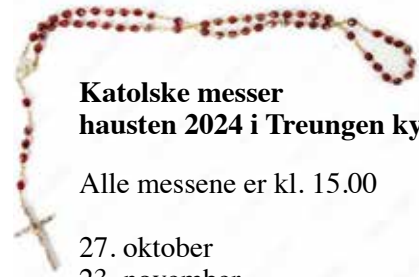 Katolske messer
hausten 2024 i Treungen
Alle messene er kl. 15.00
27. oktober
23. november